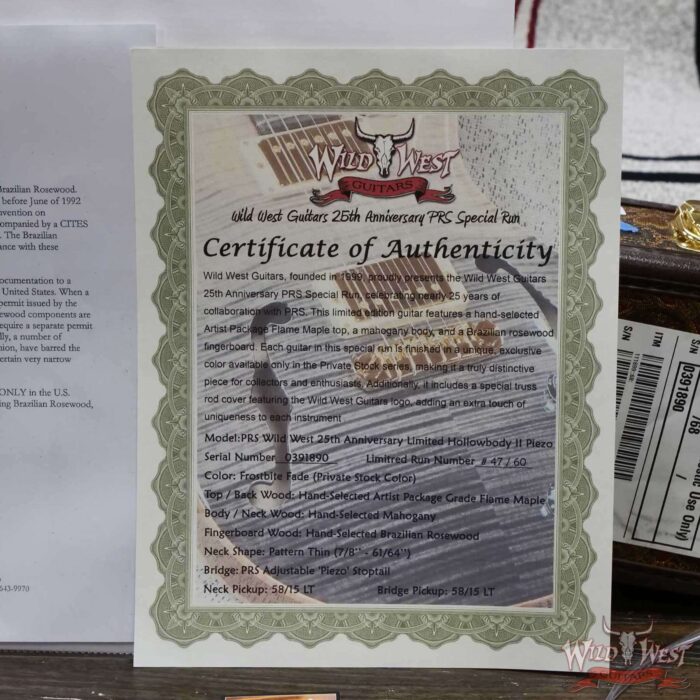 Brazilian Rosewood.
before June of 1992
nvention on
ompanied by a CITES
. The Brazilian
ance with these
ocumentation to a
United States. When a
permit issued by the
ewood components are
equire a separate permit
lly, a number of
nion, have barred the
ertain very narrow
ONLY in the U.S.
ing Brazilian Rosewood,
643-9970
WILD WEST
GUITARS
Wild West Guitars 25th Anniversary PRS Special Run
Certificate of Authenticity
Wild West Guitars, founded in 1999, proudly presents the Wild West Guitars
25th Anniversary PRS Special Run, celebrating nearly 25 years of
collaboration with PRS. This limited edition guitar features a hand-selected
Artist Package Flame Maple top, a mahogany body, and a Brazilian rosewood
fingerboard. Each guitar in this special run is finished in a unique, exclusive
color available only in the Private Stock series, making it a truly distinctive
piece for collectors and enthusiasts. Additionally, it includes a special truss
rod cover featuring the Wild West Guitars logo, adding an extra touch of
uniqueness to each instrument
Model:PRS Wild West 25th Anniversary Limited Hollowbody II Piezo
Serial Number 0391890 Limitred Run Number # 47 / 60
Color: Frostbite Fade (Private Stock Color)
Top / Back Wood: Hand-Selected Artist Package Grade Flame Maple
Body / Neck Wood: Hand-Selected Mahogany
Fingerboard Wood: Hand-Selected Brazilian Rosewood
Neck Shape: Pattern Thin (7/8" - 61/64")
Bridge: PRS Adjustable 'Piezo' Stoptail
Neck Pickup: 58/15 LT Bridge Pickup: 58/15 LT
S/N
ITM
S/N
0391890
Use Only)
WILD WEST
GUITARS